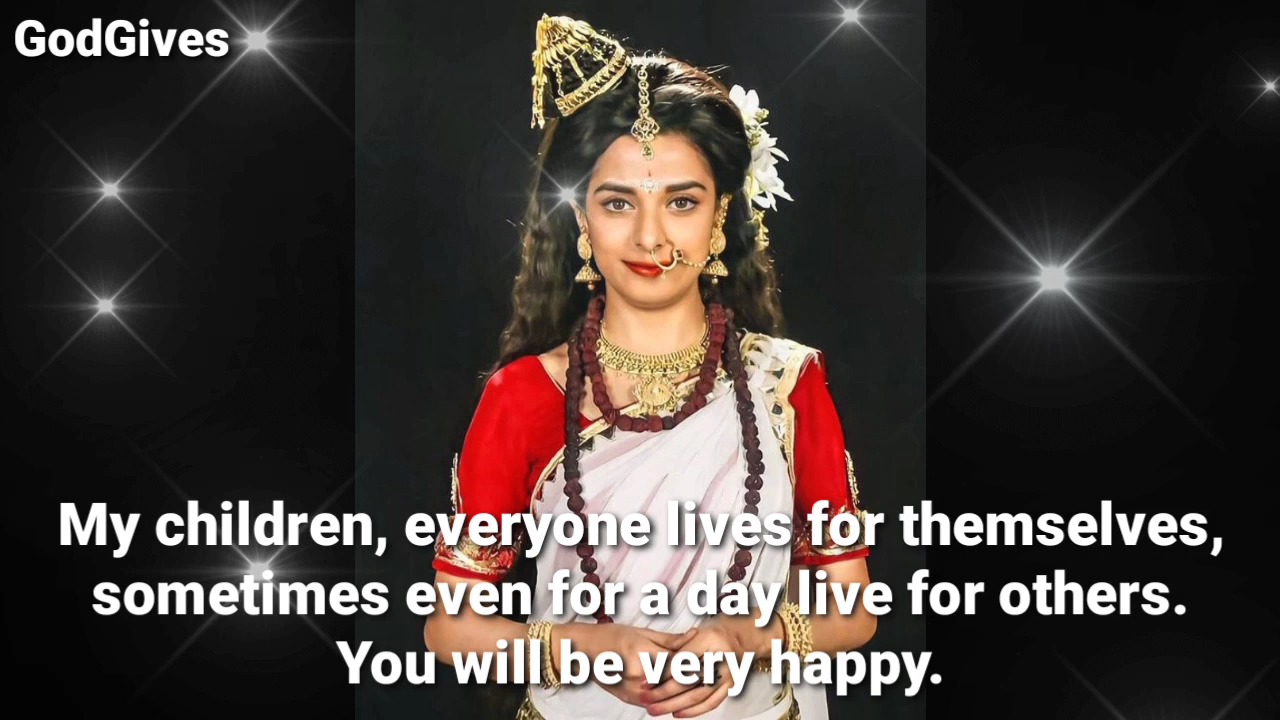 GodGives
My children, everyone lives for themselves,
sometimes even for a day live for others.
You will be very happy.